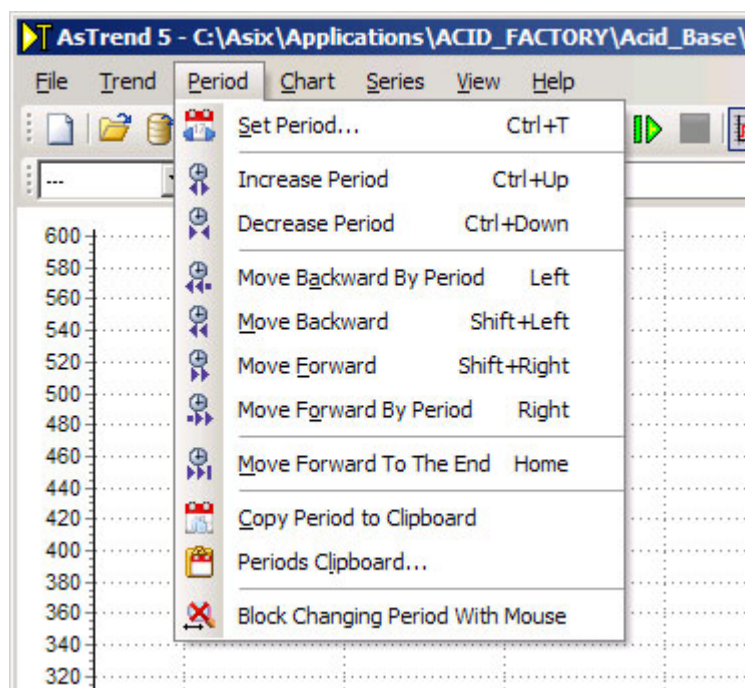 AsTrend 5 - C:\Asix\Applications\ACID_FACTORY\Acid_Base\
File Trend Period Chart Series View Help
Set Period... Ctrl+T
---
Increase Period Ctrl+Up
Decrease Period Ctrl+Down
Move Backward By Period Left
Move Backward Shift+Left
Move Forward Shift+Right
Move Forward By Period Right
Move Forward To The End Home
Copy Period to Clipboard
Periods Clipboard...
Block Changing Period With Mouse
600
580
560
540
520
500
480
460
440
420
400
380
360
340
320